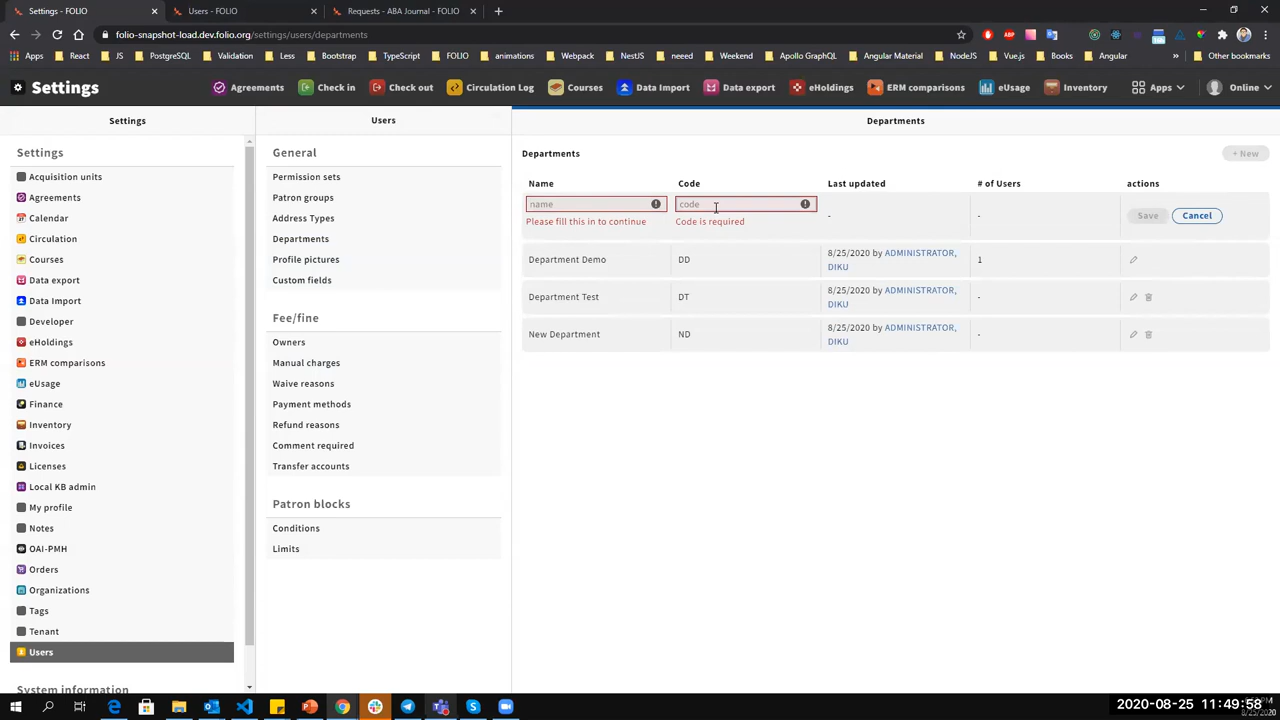 Settings - FOLIO
Users - FOLIO
Requests - ABA Journal - FOLIO
folio-snapshot-load.dev.folio.org/settings/users/departments
Apps JS React PostgreSQL Validation Less Bootstrap TypeScript FOLIO animations NestJS needed Weekend Apollo GraphQL Angular Material NodeJS Vue Books Angular Other bookmarks
Settings Agreements Check in Check out Circulation Log Courses Data Import Data export eHoldings ERM comparisons eUsage Inventory Apps Online
Settings
Users
Departments
Settings
Acquisition units
Agreements
Calendar
Circulation
Courses
Data export
Data Import
Developer
eHoldings
ERM comparisons
eUsage
Finance
Inventory
Invoices
Licenses
Local KB admin
My profile
Notes
OAI-PMH
Orders
Organizations
Tags
Tenant
Users
System information
General
Permission sets
Patron groups
Address Types
Departments
Profile pictures
Custom fields
Fee/fine
Owners
Manual charges
Waive reasons
Payment methods
Refund reasons
Comment required
Transfer accounts
Patron blocks
Conditions
Limits
Departments
+ New
Name Code Last updated # of Users actions
name code - - Save Cancel
Please fill this in to continue Code is required
Department Demo DD 8/25/2020 by ADMINISTRATOR, DIKU 1
Department Test DT 8/25/2020 by ADMINISTRATOR, DIKU -
New Department ND 8/25/2020 by ADMINISTRATOR, DIKU -
2020-08-25 11:49:58